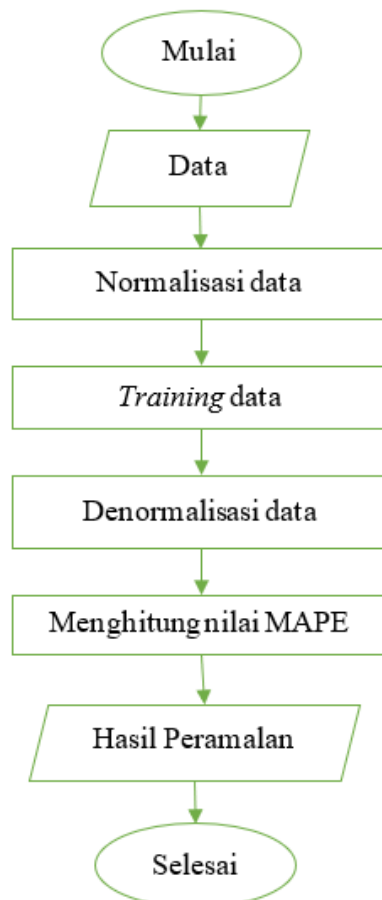 Mulai
Data
Normalisasi data
Training data
Denormalisasi data
Menghitung nilai MAPE
Hasil Peramalan
Selesai